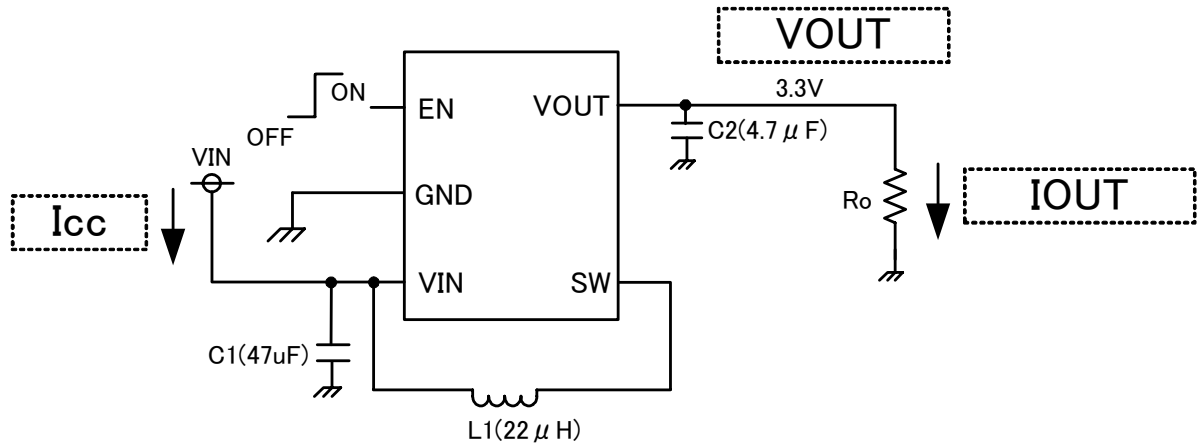 VOUT
3.3V
ON
OFF
EN
VOUT
C2(4.7μF)
VIN
Icc
GND
Ro
IOUT
VIN
SW
C1(47uF)
L1(22μH)